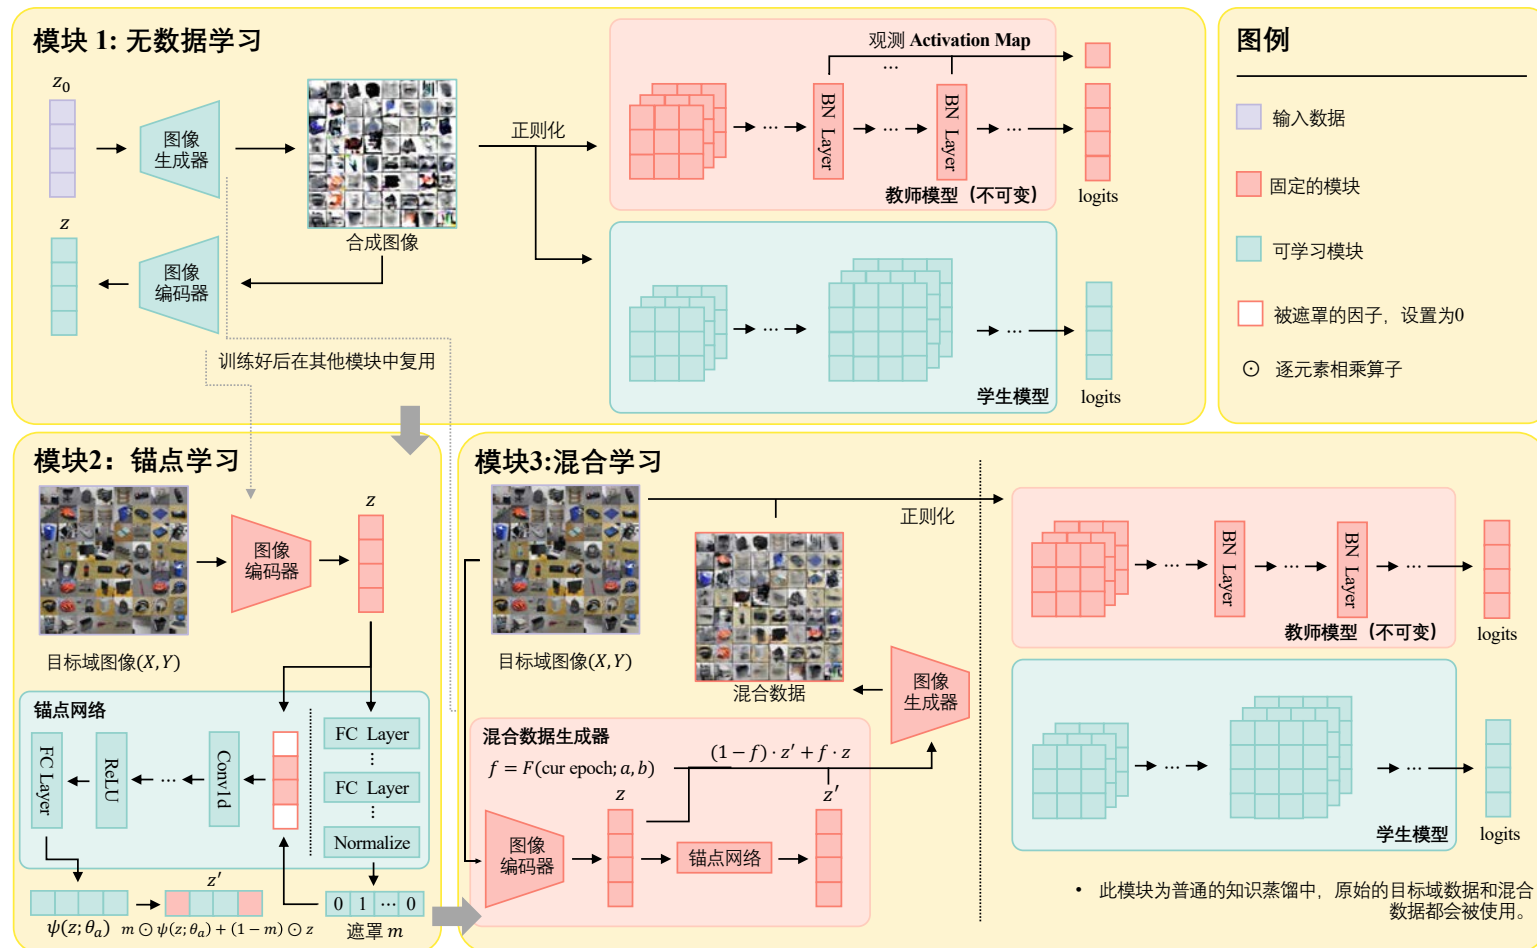 模块 1: 无数据学习
z₀
图像
生成器
合成图像
z
图像
编码器
训练好后在其他模块中复用
正则化
观测 Activation Map
...
... BN Layer ... BN Layer ...
教师模型（不可变）
logits
... ...
学生模型
logits
图例
输入数据
固定的模块
可学习模块
被遮罩的因子，设置为0
⊙ 逐元素相乘算子
模块2：锚点学习
目标域图像(X,Y)
图像
编码器
z
锚点网络
FC Layer
ReLU
...
Conv1d
FC Layer
...
FC Layer
...
Normalize
ψ(z;θₐ)
z′
m ⊙ ψ(z;θₐ) + (1 − m) ⊙ z
0 1 ... 0
遮罩 m
模块3:混合学习
目标域图像(X,Y)
正则化
混合数据
图像
生成器
混合数据生成器
f = F(cur epoch; a, b)
(1 − f) · z′ + f · z
图像
编码器
z
锚点网络
z′
... BN Layer ... BN Layer ...
教师模型（不可变）
logits
... ...
学生模型
logits
• 此模块为普通的知识蒸馏中，原始的目标域数据和混合
数据都会被使用。